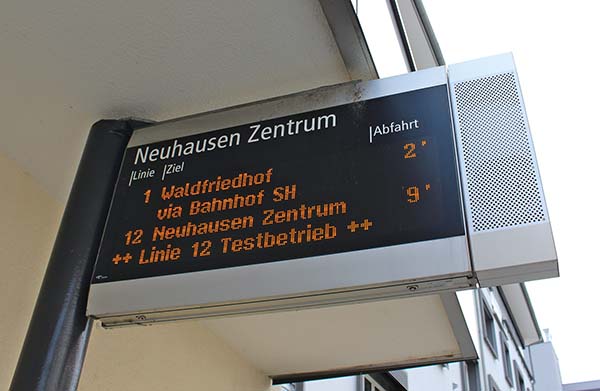 Neuhausen Zentrum
Linie Ziel Abfahrt
1 Waldfriedhof 2'
via Bahnhof SH
12 Neuhausen Zentrum 9'
++ Linie 12 Testbetrieb ++